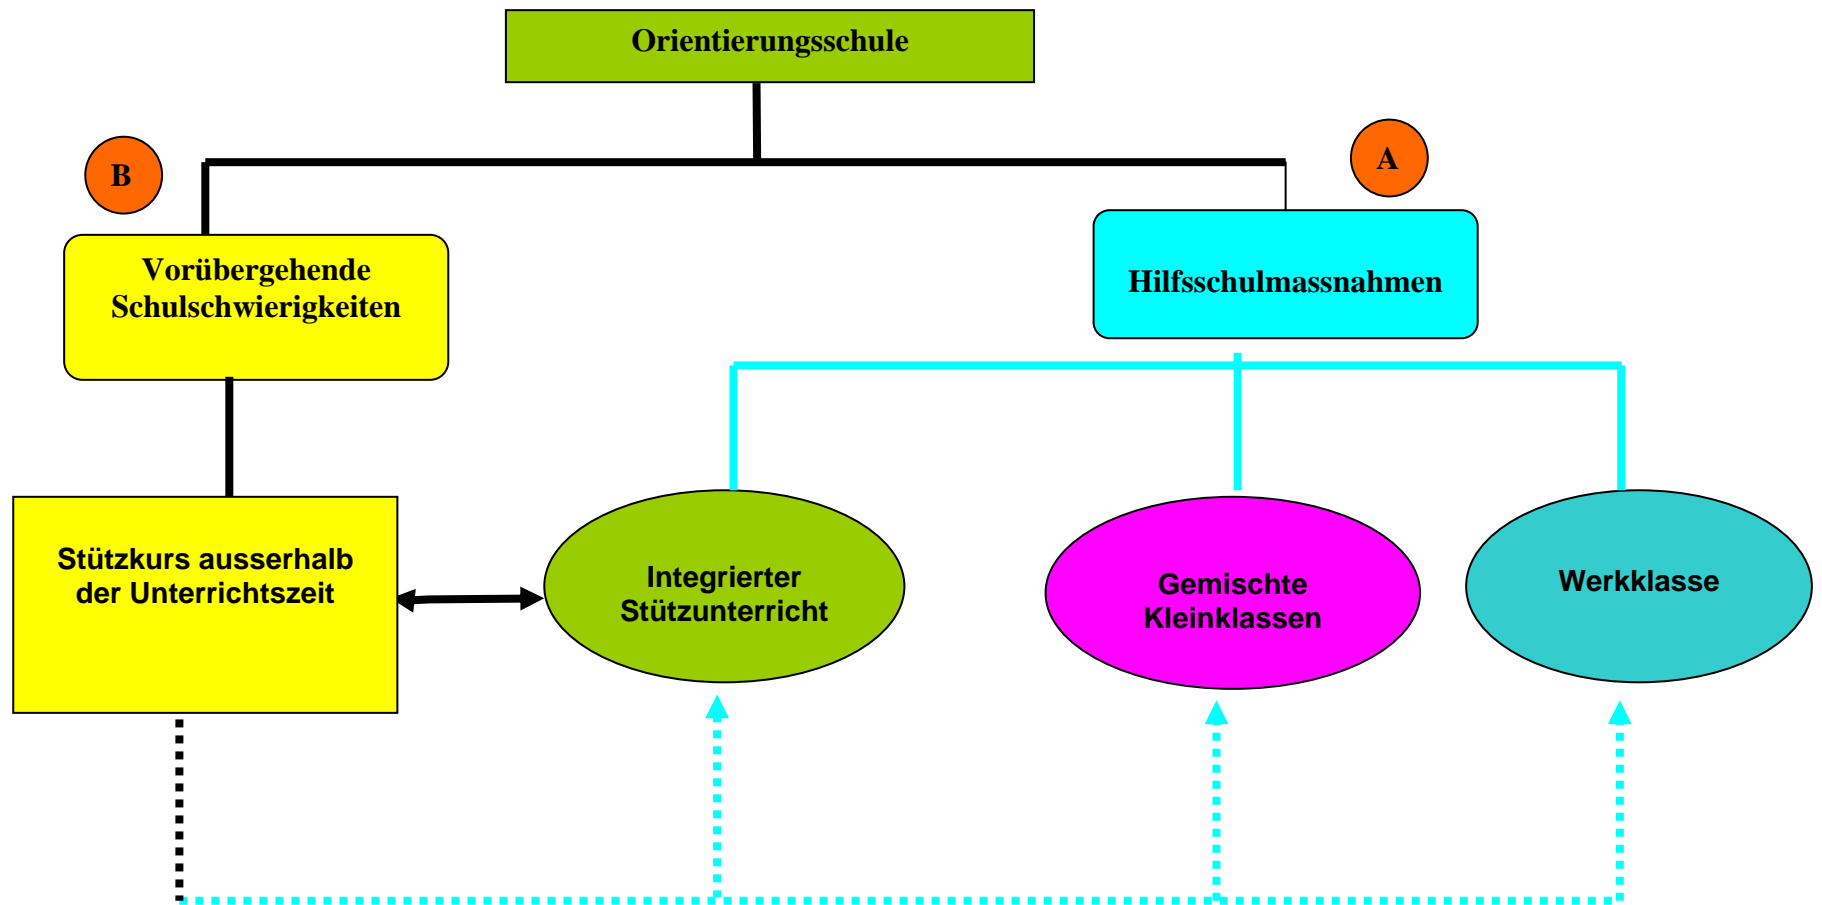 Orientierungsschule
B
A
Vorübergehende
Schulschwierigkeiten
Hilfsschulmassnahmen
Stützkurs ausserhalb
der Unterrichtszeit
Integrierter
Stützunterricht
Gemischte
Kleinklassen
Werkklasse